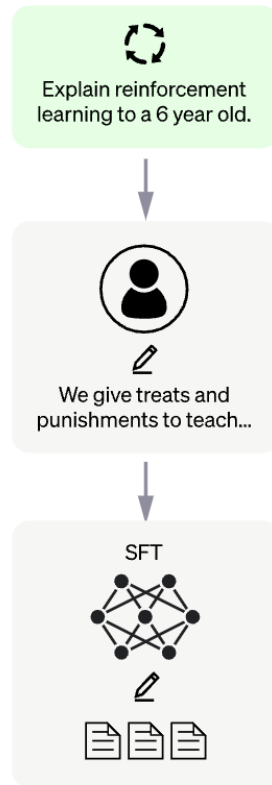 Explain reinforcement
learning to a 6 year old.
We give treats and
punishments to teach...
SFT